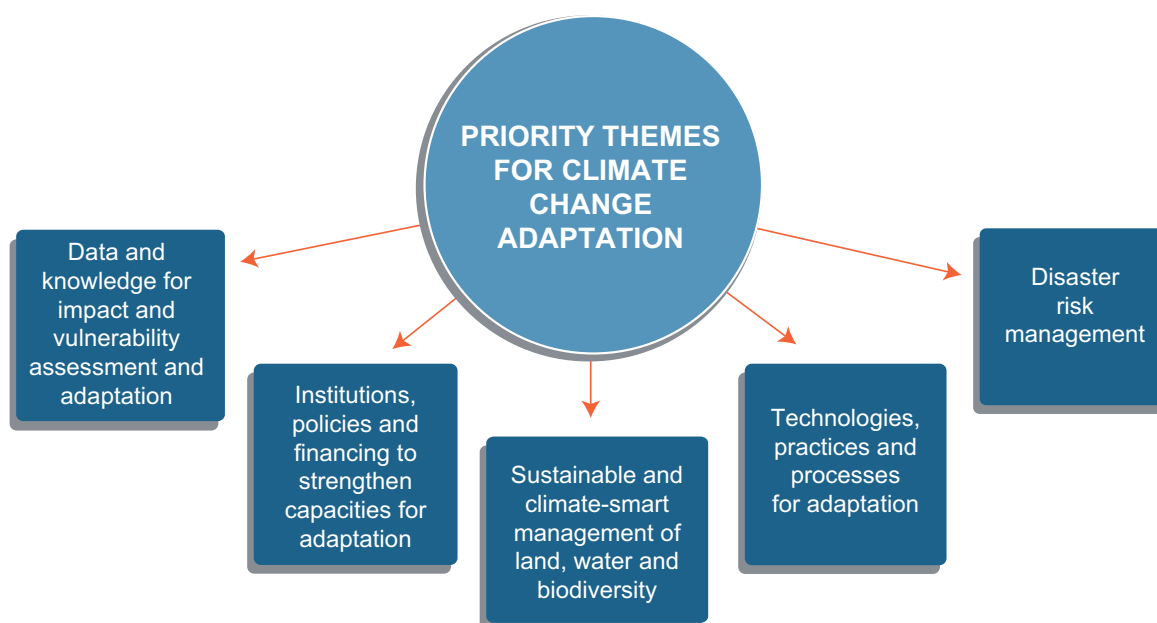 PRIORITY THEMES
FOR CLIMATE
CHANGE
ADAPTATION
Data and
knowledge for
impact and
vulnerability
assessment and
adaptation
Institutions,
policies and
financing to
strengthen
capacities for
adaptation
Sustainable and
climate-smart
management of
land, water and
biodiversity
Technologies,
practices and
processes
for adaptation
Disaster
risk
management